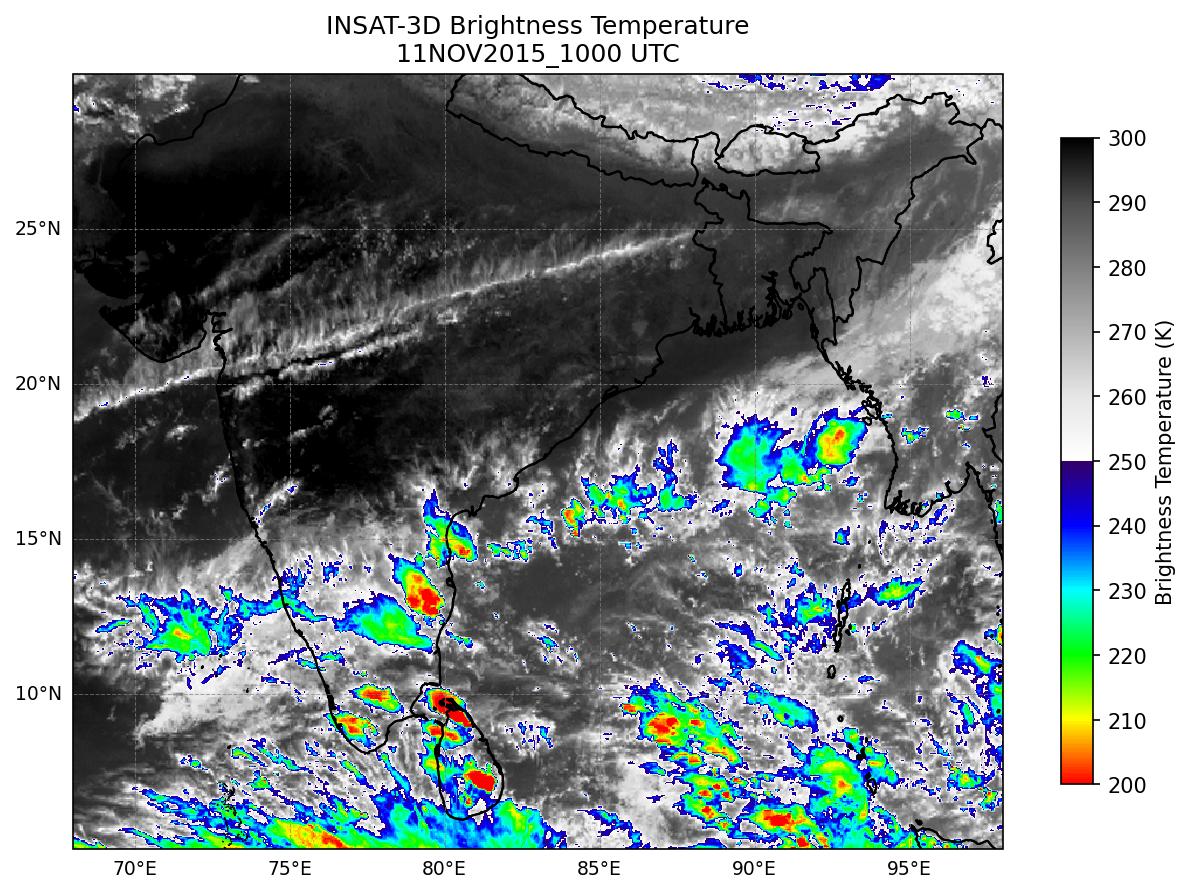 INSAT-3D Brightness Temperature
11NOV2015_1000 UTC
25°N
20°N
15°N
10°N
70°E
75°E
80°E
85°E
90°E
95°E
300
290
280
270
260
250
240
230
220
210
200
Brightness Temperature (K)